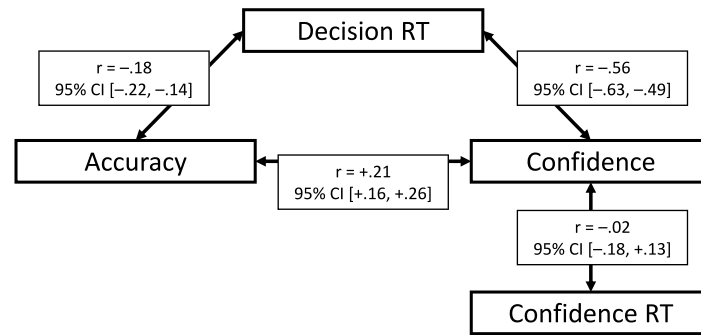 Decision RT
r = –.18
95% CI [–.22, –.14]
r = –.56
95% CI [–.63, –.49]
Accuracy
r = +.21
95% CI [+.16, +.26]
Confidence
r = –.02
95% CI [–.18, +.13]
Confidence RT